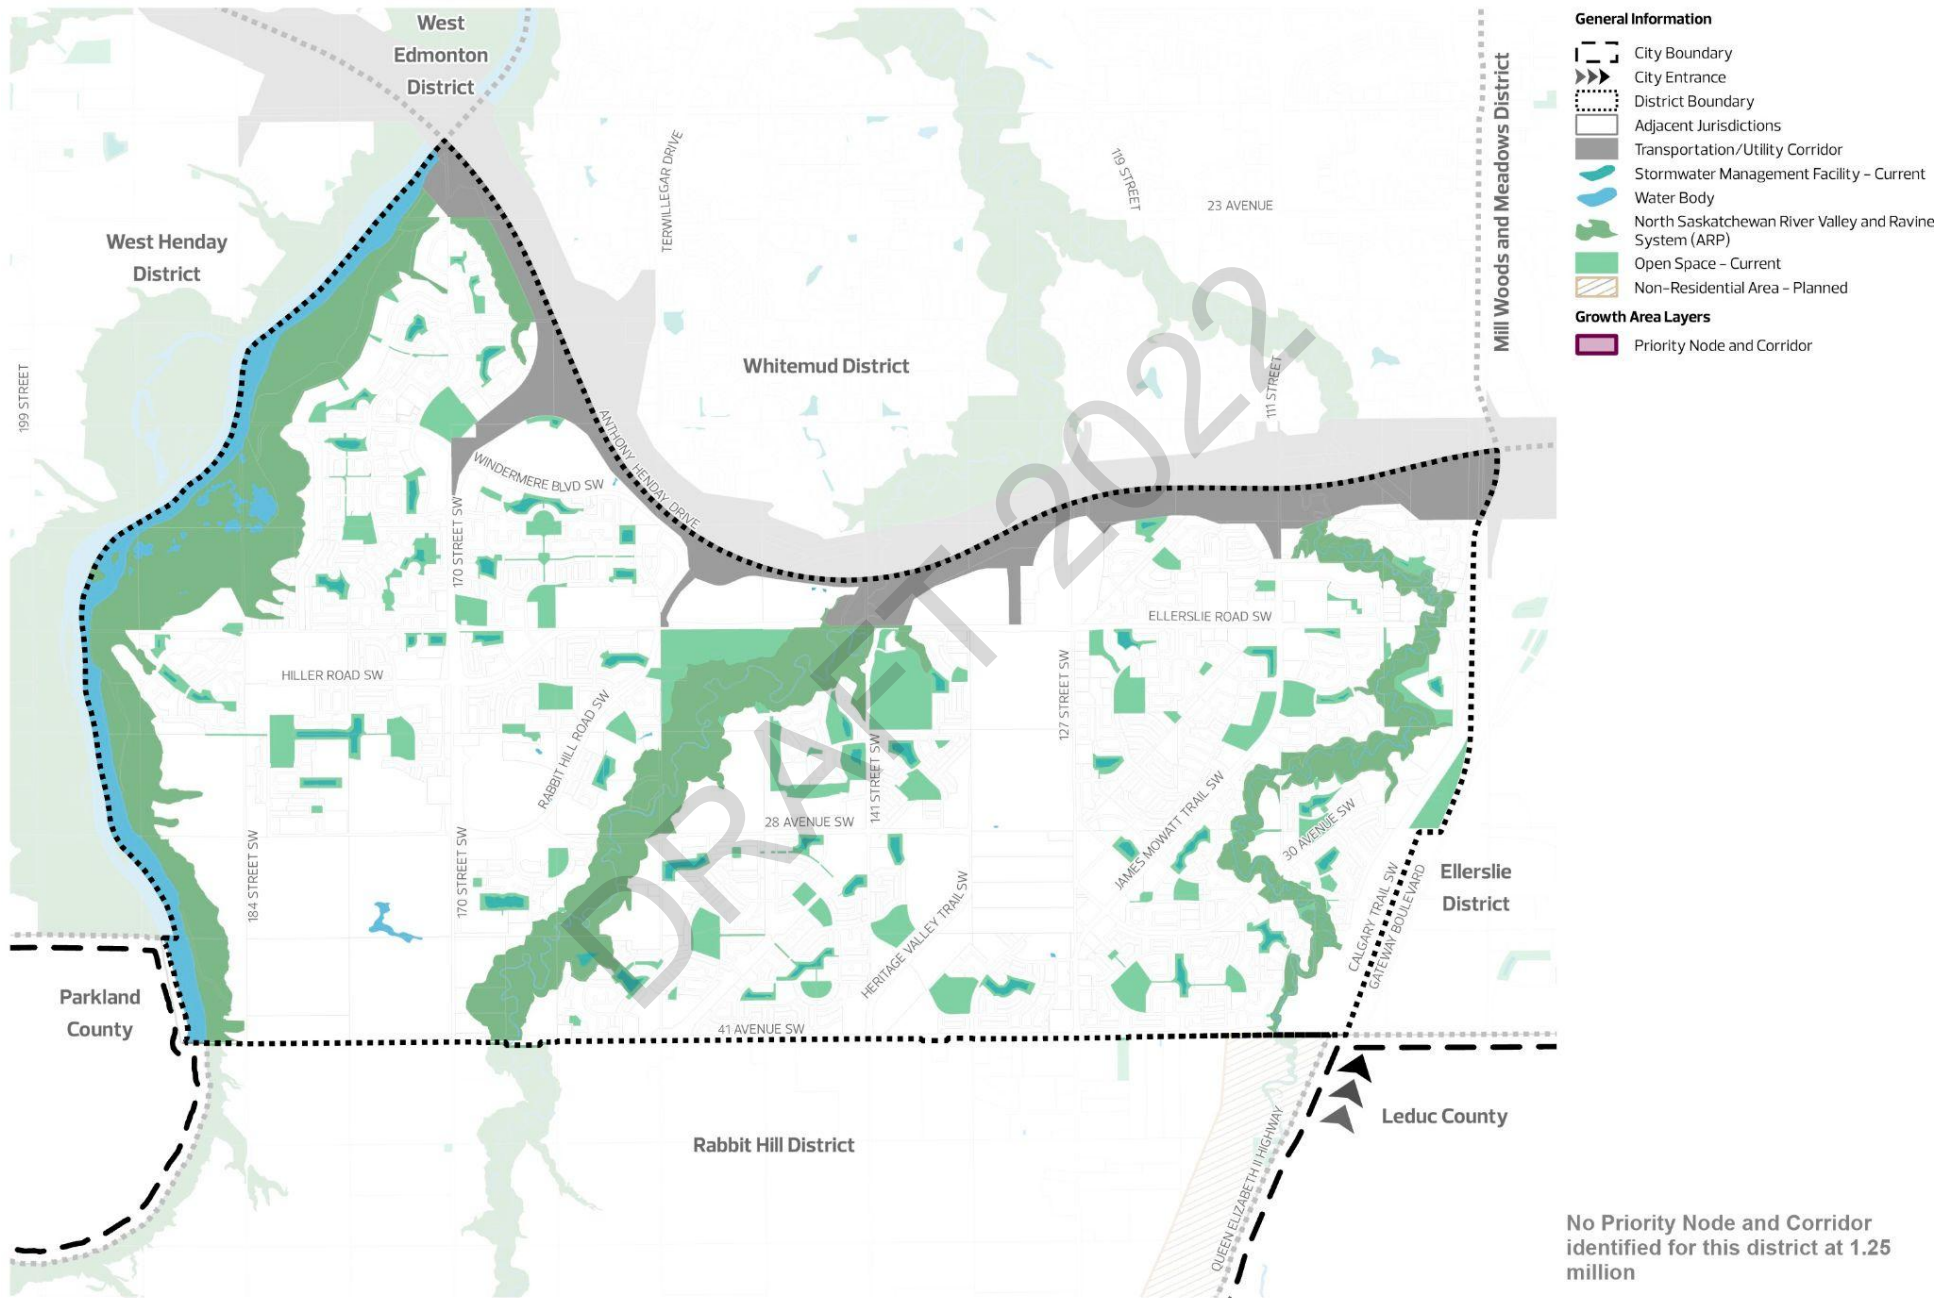 West
Edmonton
District
West Henday
District
199 STREET
TERWILLEGAR DRIVE
119 STREET
23 AVENUE
Mill Woods and Meadows District
Whitemud District
111 STREET
ANTHONY HENDAY DRIVE
WINDERMERE BLVD SW
170 STREET SW
ELLERSLIE ROAD SW
HILLER ROAD SW
RABBIT HILL ROAD SW
127 STREET SW
141 STREET SW
28 AVENUE SW
JAMES MOWATT TRAIL SW
30 AVENUE SW
184 STREET SW
170 STREET SW
HERITAGE VALLEY TRAIL SW
CALGARY TRAIL SW
GATEWAY BOULEVARD
Ellerslie
District
Parkland
County
41 AVENUE SW
Rabbit Hill District
QUEEN ELIZABETH II HIGHWAY
Leduc County
DRAFT 2022
General Information
City Boundary
City Entrance
District Boundary
Adjacent Jurisdictions
Transportation/Utility Corridor
Stormwater Management Facility - Current
Water Body
North Saskatchewan River Valley and Ravine
System (ARP)
Open Space - Current
Non-Residential Area - Planned
Growth Area Layers
Priority Node and Corridor
No Priority Node and Corridor
identified for this district at 1.25
million